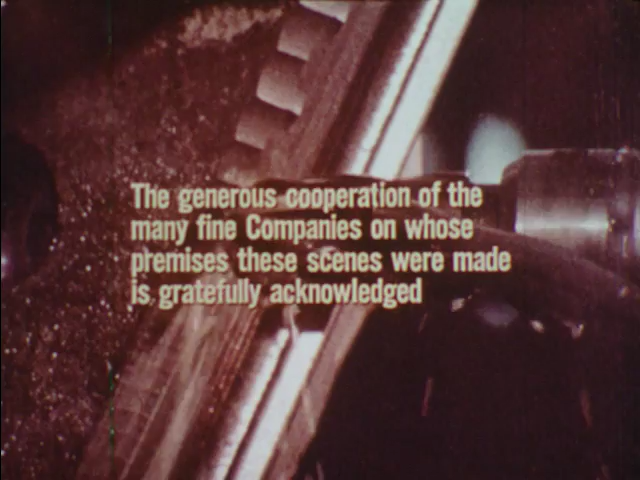 The generous cooperation of the
many fine Companies on whose
premises these scenes were made
is gratefully acknowledged